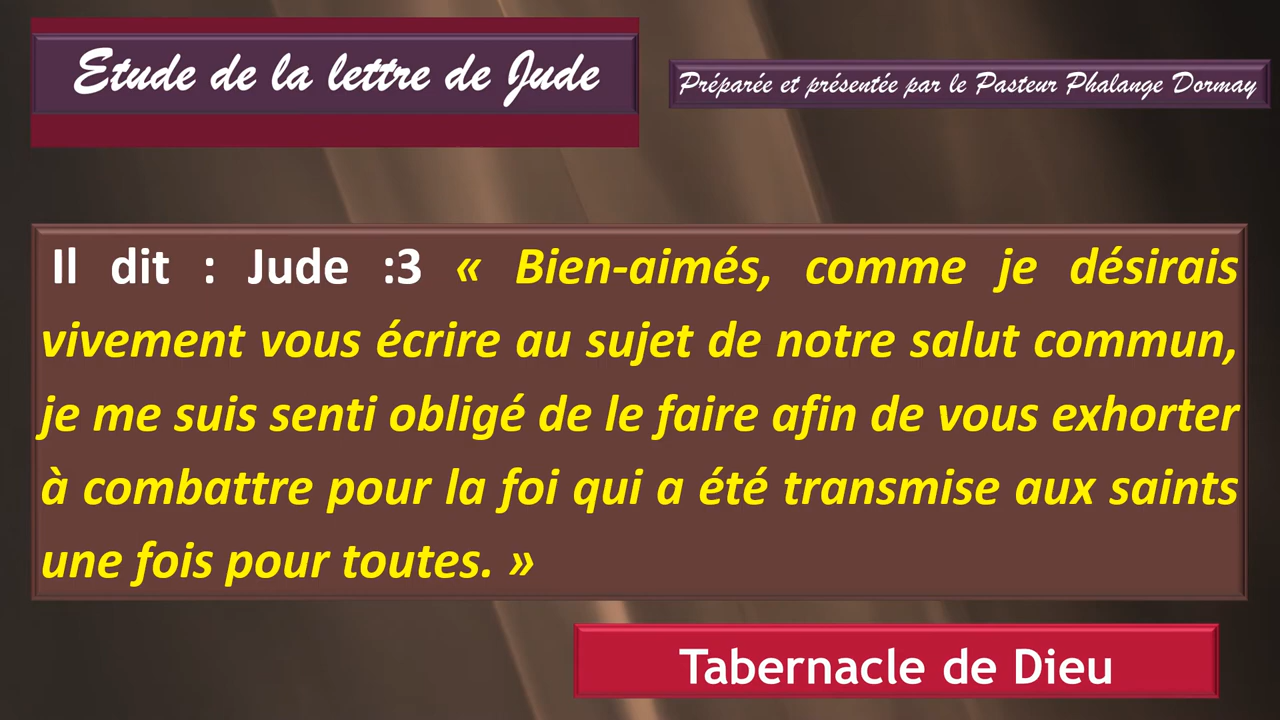 Etude de la lettre de Jude
Préparée et présentée par le Pasteur Phalange Dormay
Il dit : Jude :3 « Bien-aimés, comme je désirais
vivement vous écrire au sujet de notre salut commun,
je me suis senti obligé de le faire afin de vous exhorter
à combattre pour la foi qui a été transmise aux saints
une fois pour toutes. »
Tabernacle de Dieu